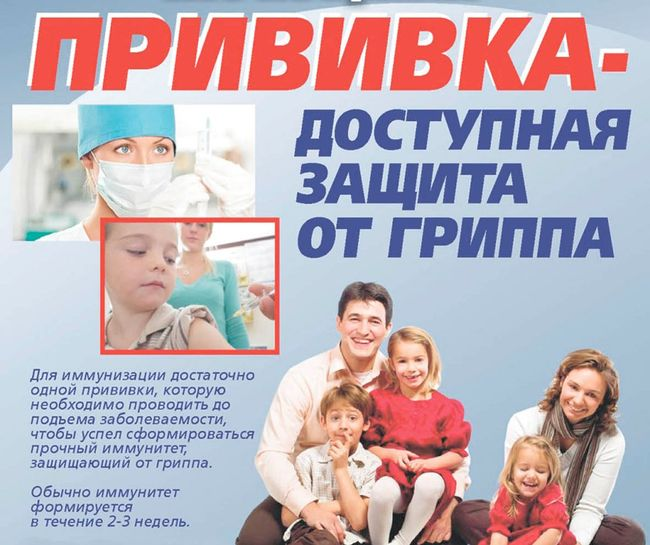 ПРИВИВКА-
ДОСТУПНАЯ
ЗАЩИТА
ОТ ГРИППА
Для иммунизации достаточно
одной прививки, которую
необходимо проводить до
подъема заболеваемости,
чтобы успел сформироваться
прочный иммунитет,
защищающий от гриппа.
Обычно иммунитет
формируется
в течение 2-3 недель.